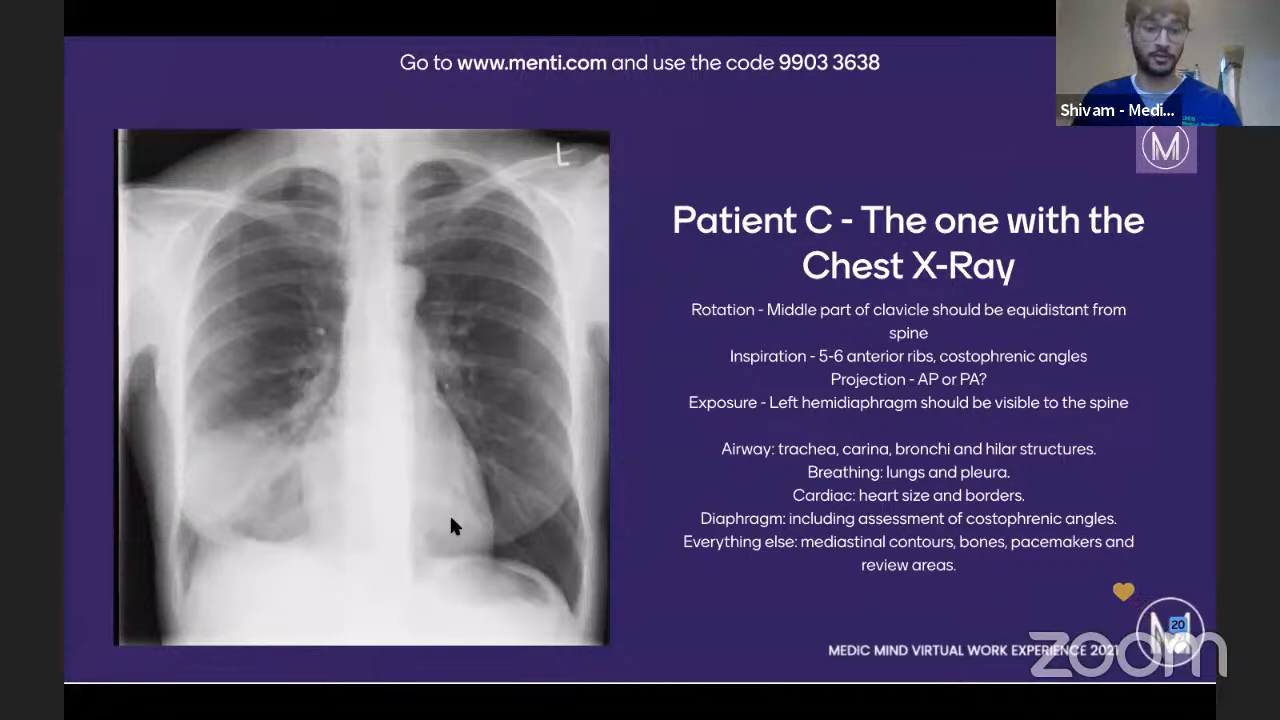 Go to www.menti.com and use the code 9903 3638
Shivam - Medi...
L
M
Patient C - The one with the
Chest X-Ray
Rotation - Middle part of clavicle should be equidistant from
spine
Inspiration - 5-6 anterior ribs, costophrenic angles
Projection - AP or PA?
Exposure - Left hemidiaphragm should be visible to the spine
Airway: trachea, carina, bronchi and hilar structures.
Breathing: lungs and pleura.
Cardiac: heart size and borders.
Diaphragm: including assessment of costophrenic angles.
Everything else: mediastinal contours, bones, pacemakers and
review areas.
20
MEDIC MIND VIRTUAL WORK EXPERIENCE 2021
zoom